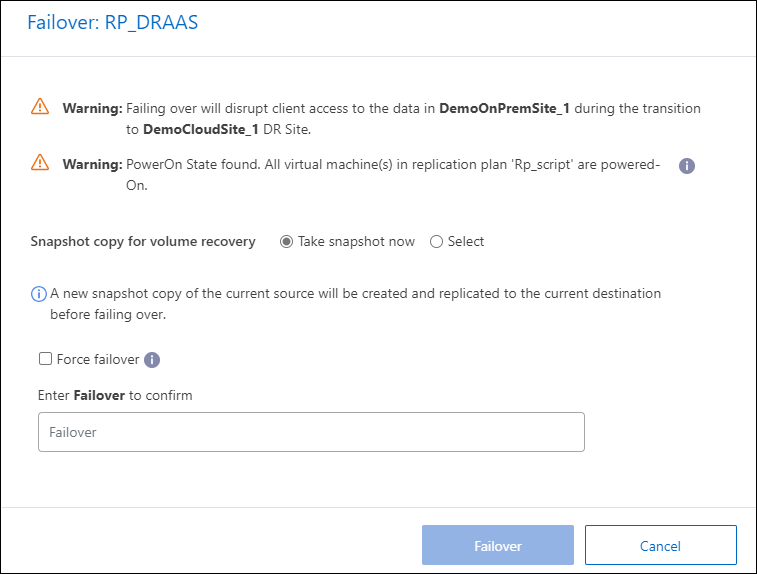 Failover: RP_DRAAS
Warning: Failing over will disrupt client access to the data in DemoOnPremSite_1 during the transition
to DemoCloudSite_1 DR Site.
Warning: PowerOn State found. All virtual machine(s) in replication plan 'Rp_script' are powered-
On.
Snapshot copy for volume recovery Take snapshot now Select
A new snapshot copy of the current source will be created and replicated to the current destination
before failing over.
Force failover
Enter Failover to confirm
Failover
Failover Cancel